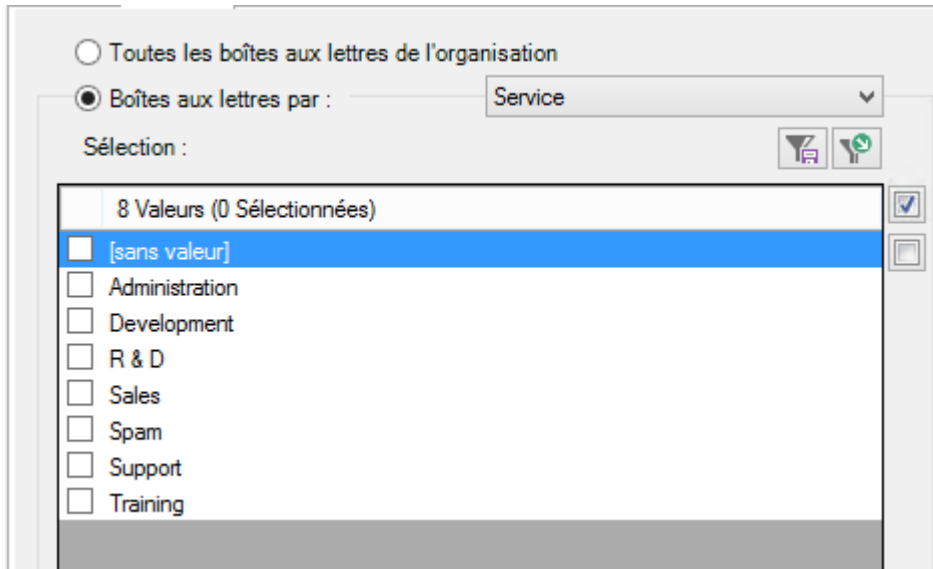 Toutes les boîtes aux lettres de l'organisation
Boîtes aux lettres par : Service
Sélection :
8 Valeurs (0 Sélectionnées)
[sans valeur]
Administration
Development
R & D
Sales
Spam
Support
Training